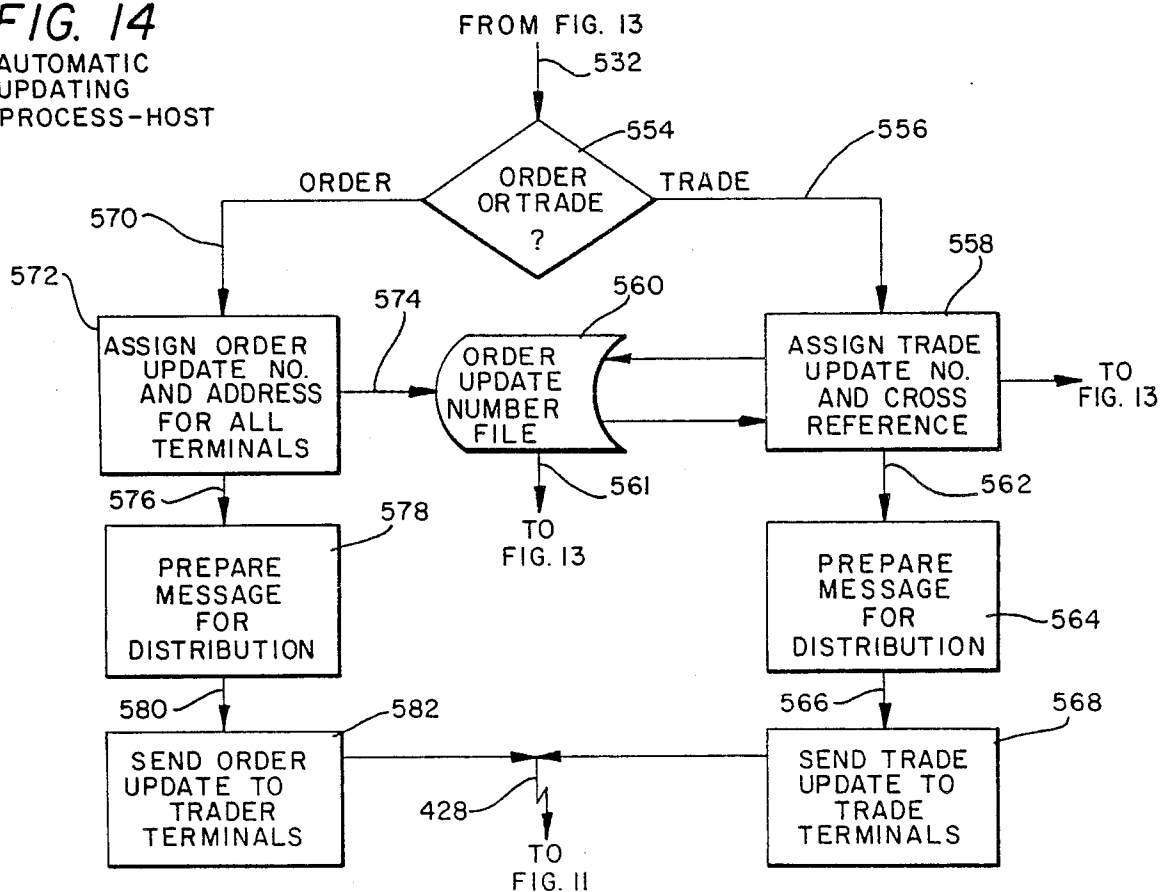 FIG. 14
AUTOMATIC
UPDATING
PROCESS-HOST
FROM FIG. 13
532
554
556
ORDER
ORDER
OR TRADE
?
TRADE
570
572
574
560
558
ASSIGN ORDER
UPDATE NO.
AND ADDRESS
FOR ALL
TERMINALS
ORDER
UPDATE
NUMBER
FILE
ASSIGN TRADE
UPDATE NO.
AND CROSS
REFERENCE
TO
FIG. 13
576
561
562
578
TO
FIG. 13
PREPARE
MESSAGE
FOR
DISTRIBUTION
PREPARE
MESSAGE
FOR
DISTRIBUTION
564
580
582
566
568
SEND ORDER
UPDATE TO
TRADER
TERMINALS
428
SEND TRADE
UPDATE TO
TRADE
TERMINALS
TO
FIG. 11